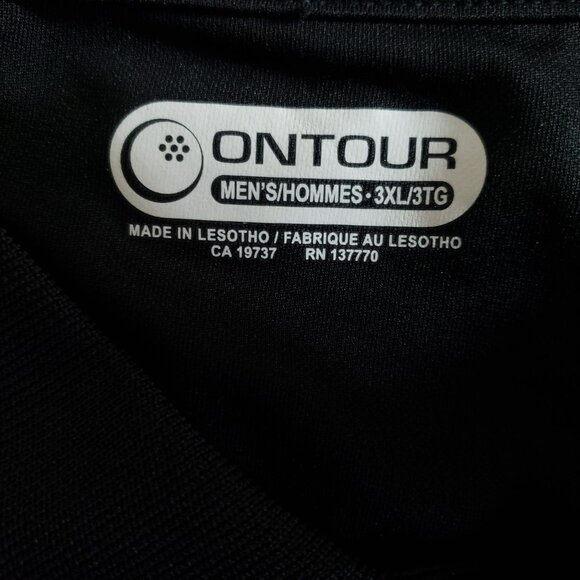 ONTOUR
MEN'S/HOMMES • 3XL/3TG
MADE IN LESOTHO / FABRIQUE AU LESOTHO
CA 19737 RN 137770